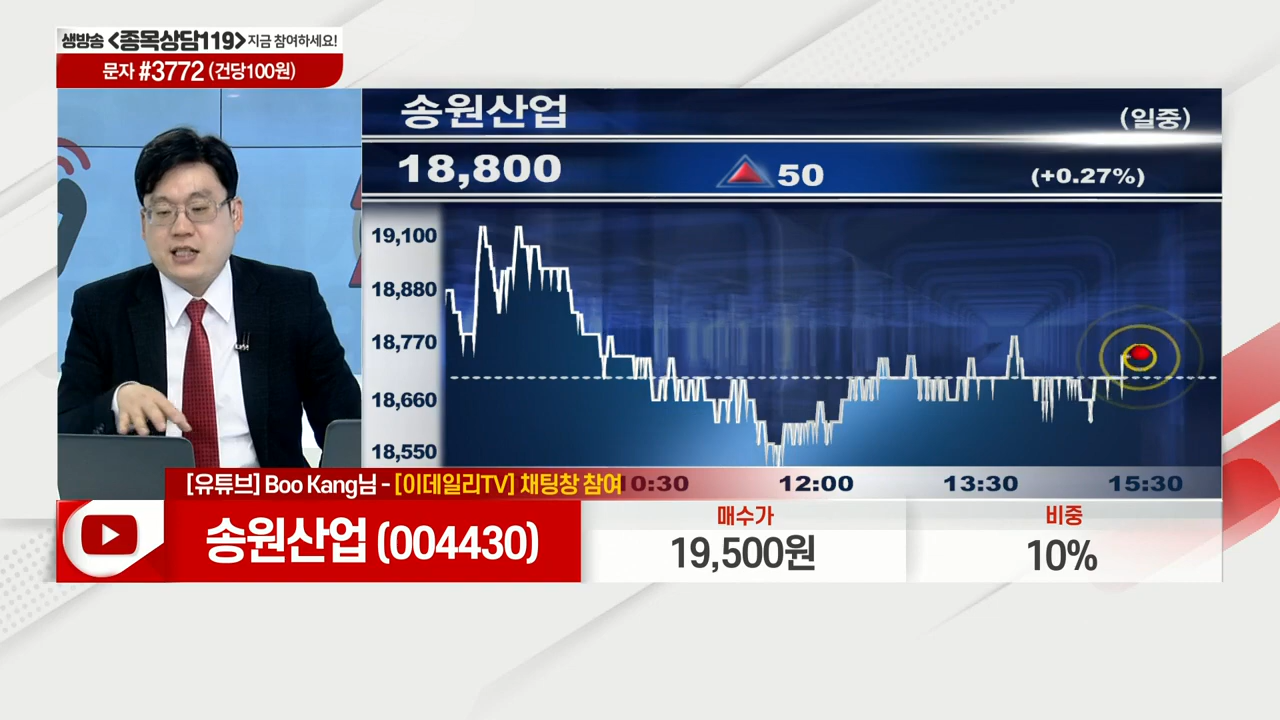 생방송 <종목상담119> 지금 참여하세요!
문자 #3772 (건당100원)
송원산업
(일중)
18,800
50
(+0.27%)
19,100
18,880
18,770
18,660
18,550
0:30
12:00
13:30
15:30
[유튜브] Boo Kang님 - [이데일리TV] 채팅창 참여
송원산업 (004430)
매수가
19,500원
비중
10%